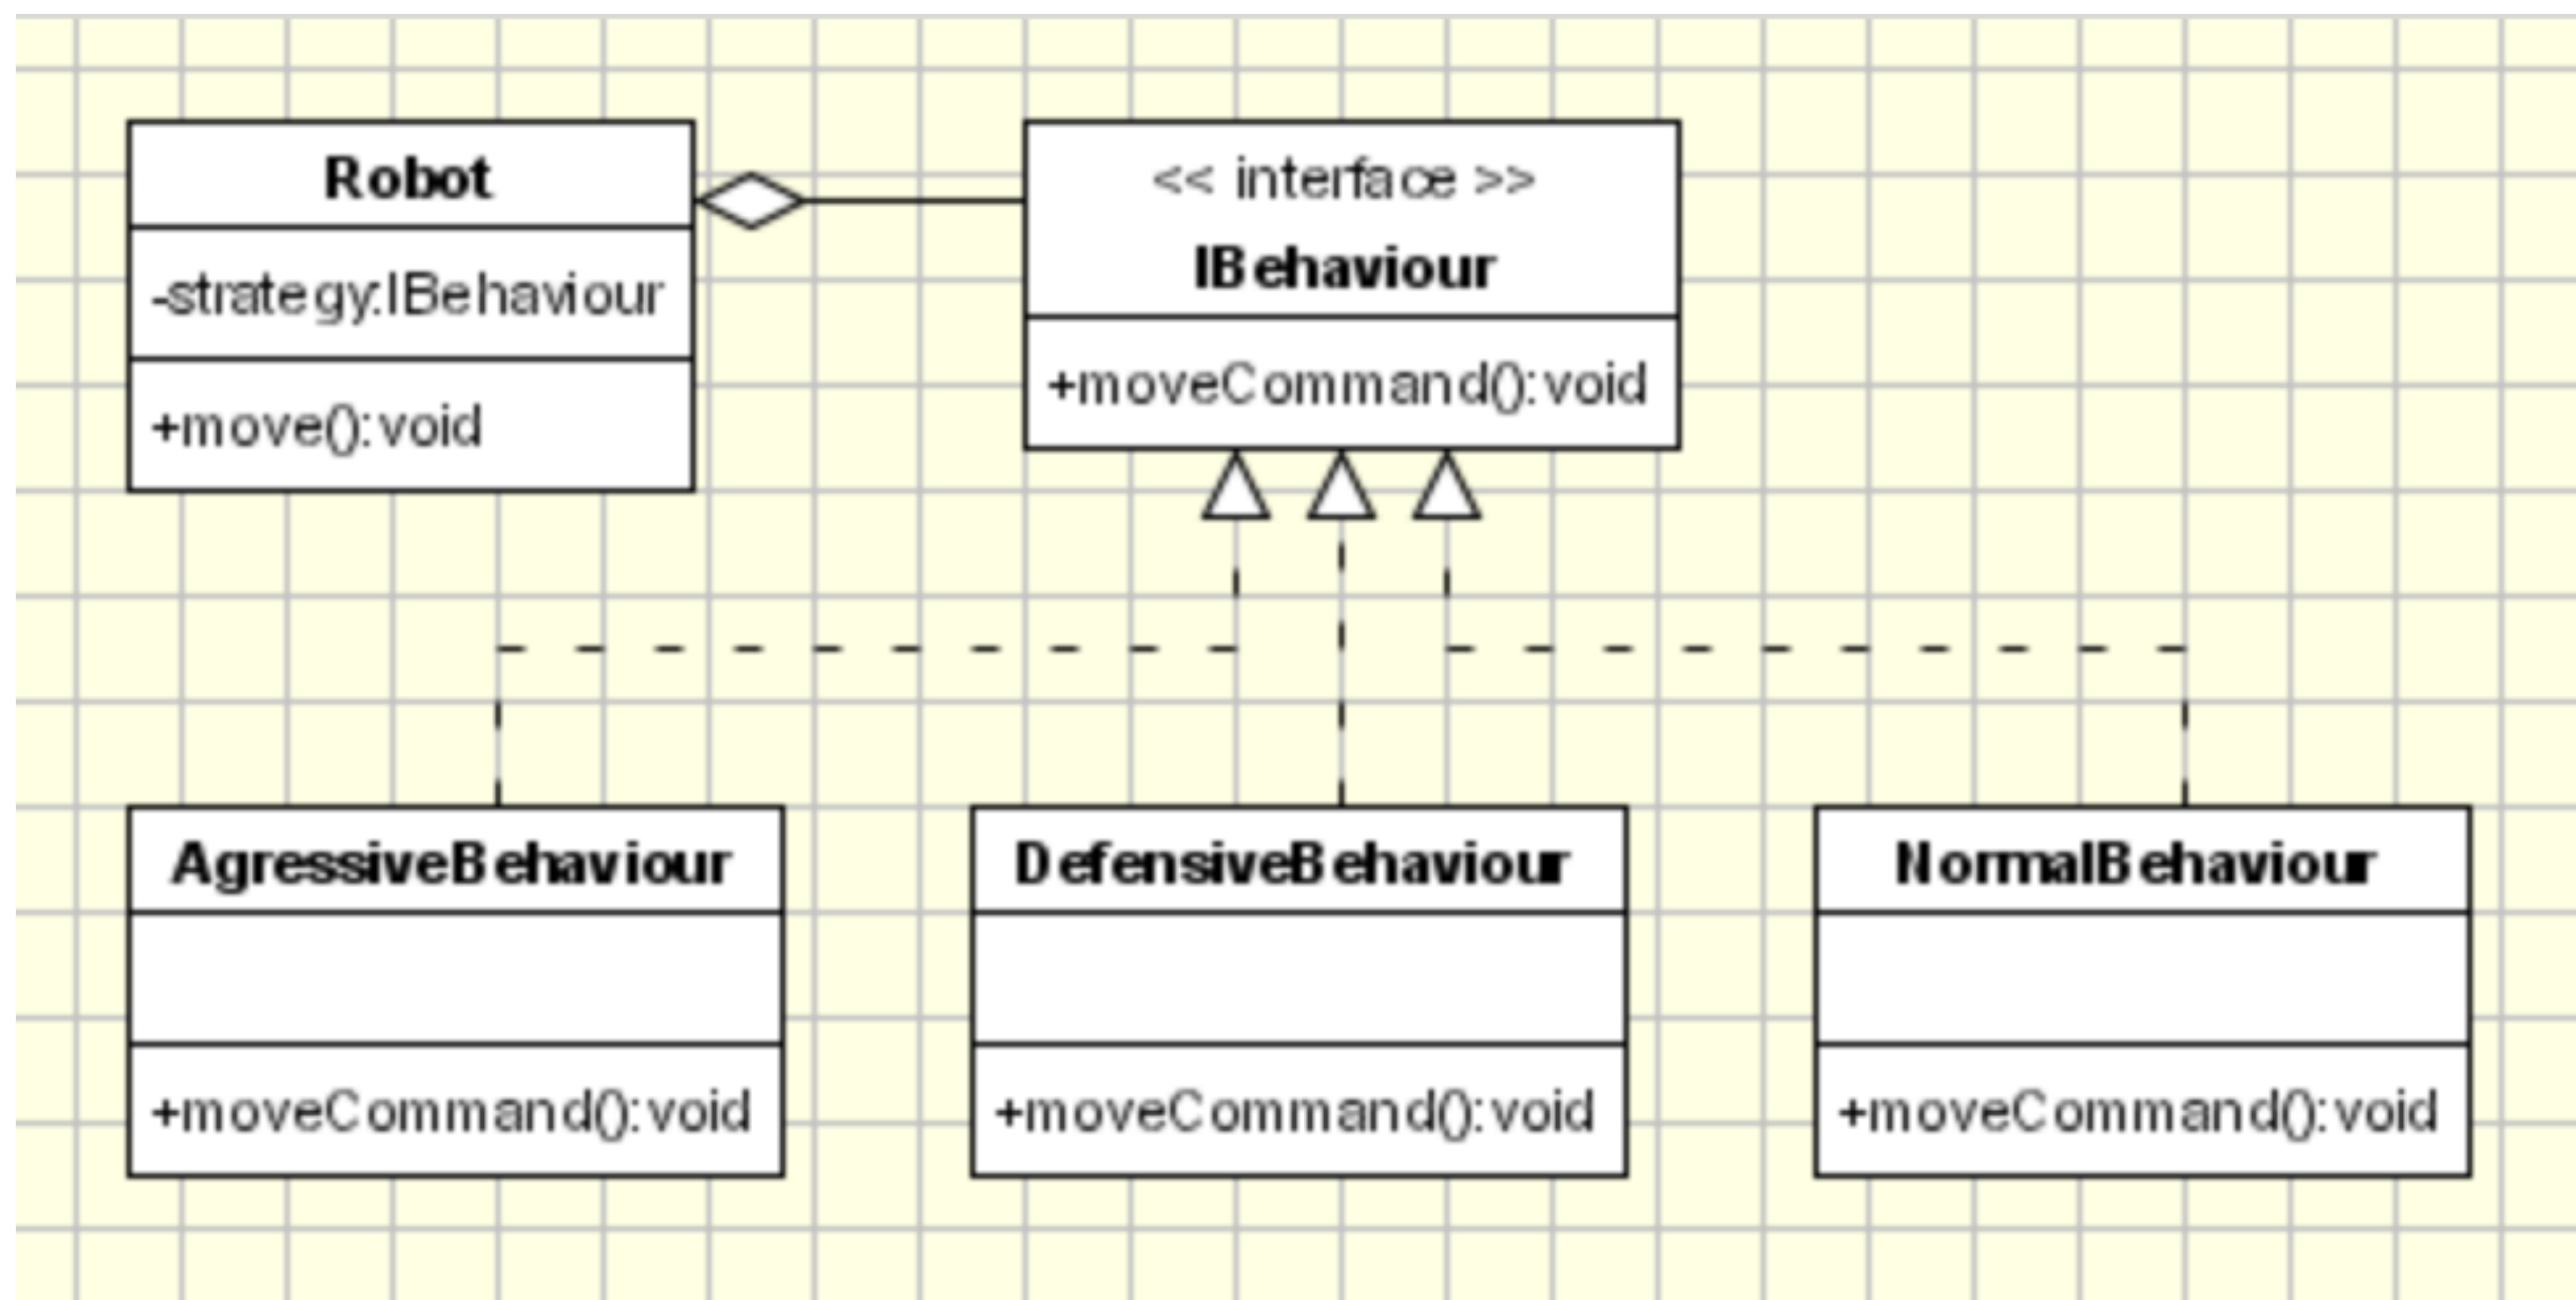 Robot
-strategy:IBehaviour
+move():void
<< interface >>
IBehaviour
+moveCommand():void
AgressiveBehaviour
+moveCommand():void
DefensiveBehaviour
+moveCommand():void
NormalBehaviour
+moveCommand():void